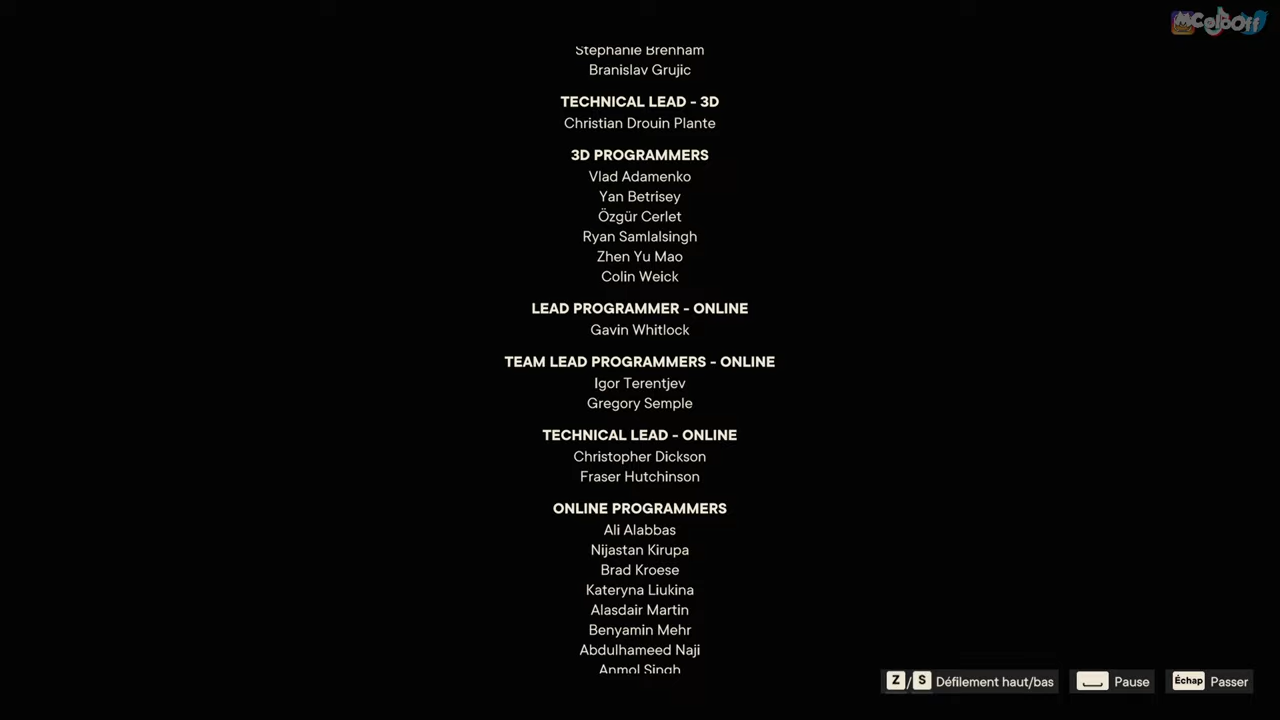 MCelooOff
Stephanie Brenham
Branislav Grujic
TECHNICAL LEAD - 3D
Christian Drouin Plante
3D PROGRAMMERS
Vlad Adamenko
Yan Betrisey
Özgür Cerlet
Ryan Samlalsingh
Zhen Yu Mao
Colin Weick
LEAD PROGRAMMER - ONLINE
Gavin Whitlock
TEAM LEAD PROGRAMMERS - ONLINE
Igor Terentjev
Gregory Semple
TECHNICAL LEAD - ONLINE
Christopher Dickson
Fraser Hutchinson
ONLINE PROGRAMMERS
Ali Alabbas
Nijastan Kirupa
Brad Kroese
Kateryna Liukina
Alasdair Martin
Benyamin Mehr
Abdulhameed Naji
Anmol Singh
Z/S Défilement haut/bas Pause Échap Passer